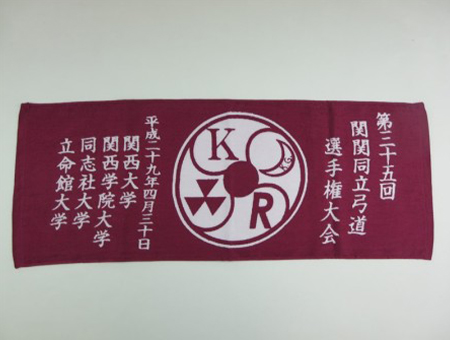 第三十五回
関関同立弓道
選手権大会
K
R
平成二十九年四月三十日
関西大学
関西学院大学
同志社大学
立命館大学